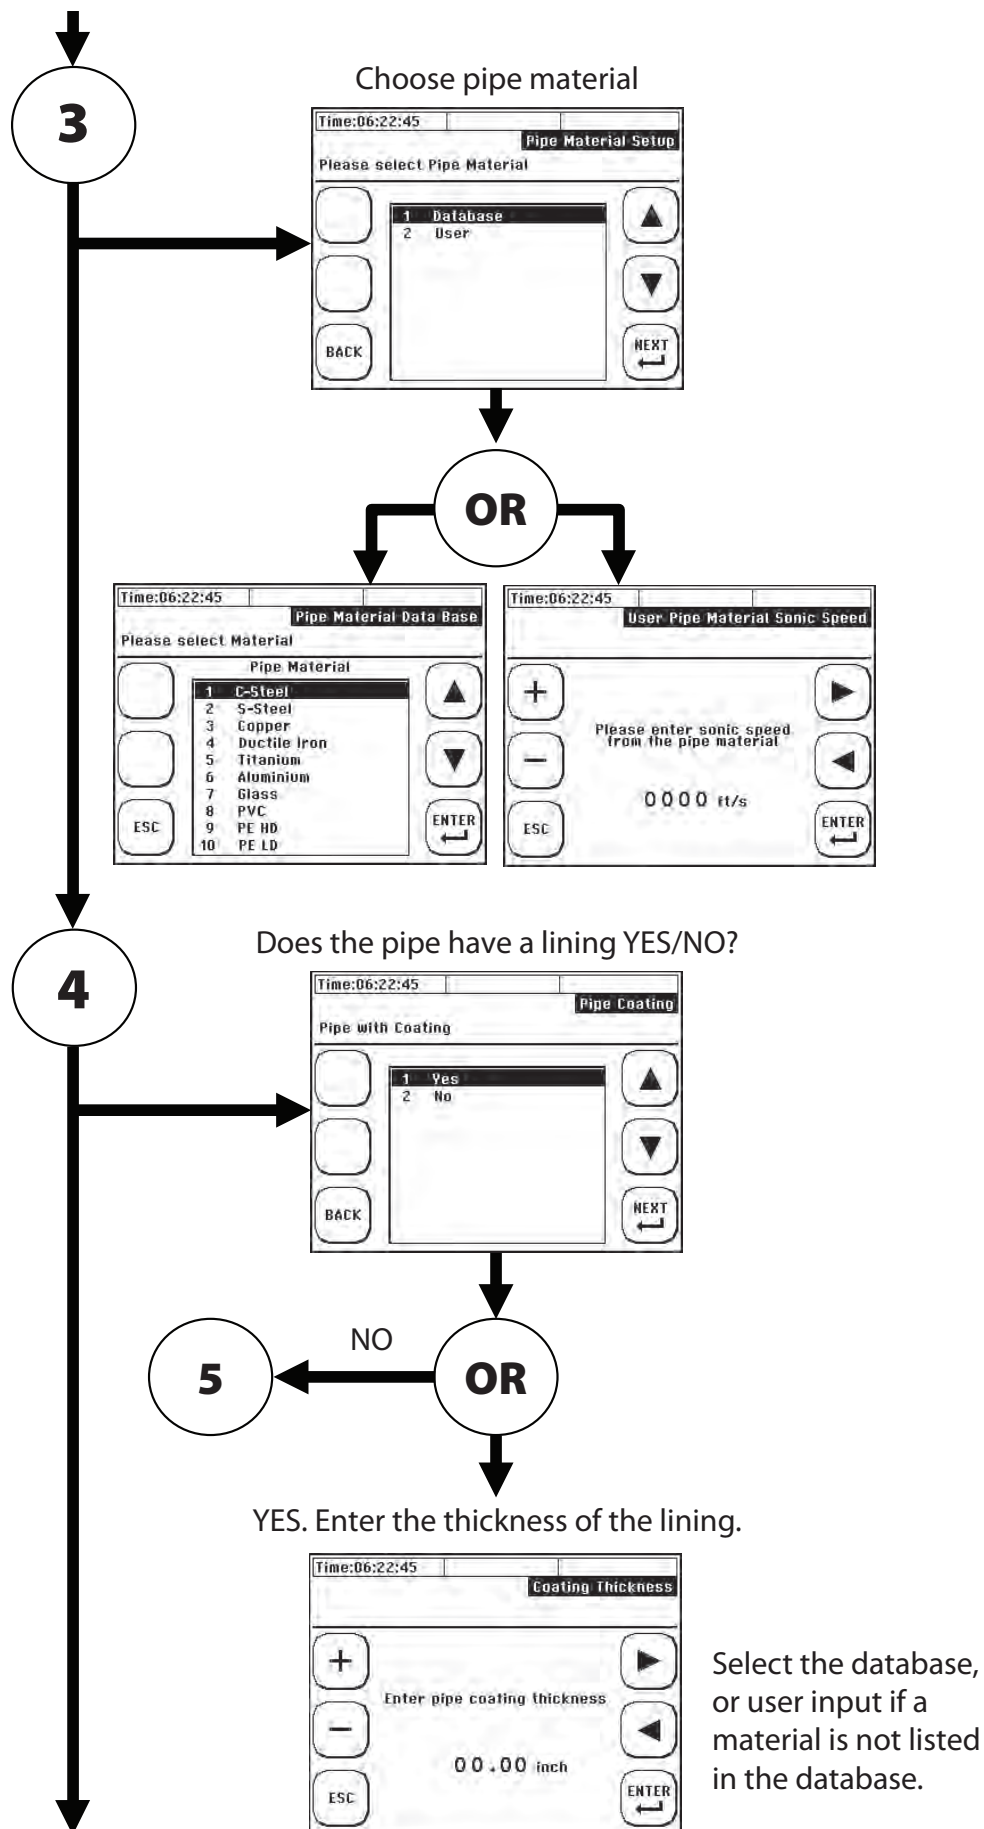 3
Choose pipe material
Time:06:22:45
Pipe Material Setup
Please select Pipe Material
1 Database
2 User
BACK
NEXT
OR
Time:06:22:45
Pipe Material Data Base
Please select Material
Pipe Material
1 C-Steel
2 S-Steel
3 Copper
4 Ductile Iron
5 Titanium
6 Aluminium
7 Glass
8 PVC
9 PE HD
10 PE LD
ESC
ENTER
Time:06:22:45
User Pipe Material Sonic Speed
+
Please enter sonic speed
from the pipe material
−
0000 ft/s
ESC
ENTER
4
Does the pipe have a lining YES/NO?
Time:06:22:45
Pipe Coating
Pipe with Coating
1 Yes
2 No
BACK
NEXT
5
NO
OR
YES. Enter the thickness of the lining.
Time:06:22:45
Coating Thickness
+
Enter pipe coating thickness
−
00.00 inch
ESC
ENTER
Select the database,
or user input if a
material is not listed
in the database.